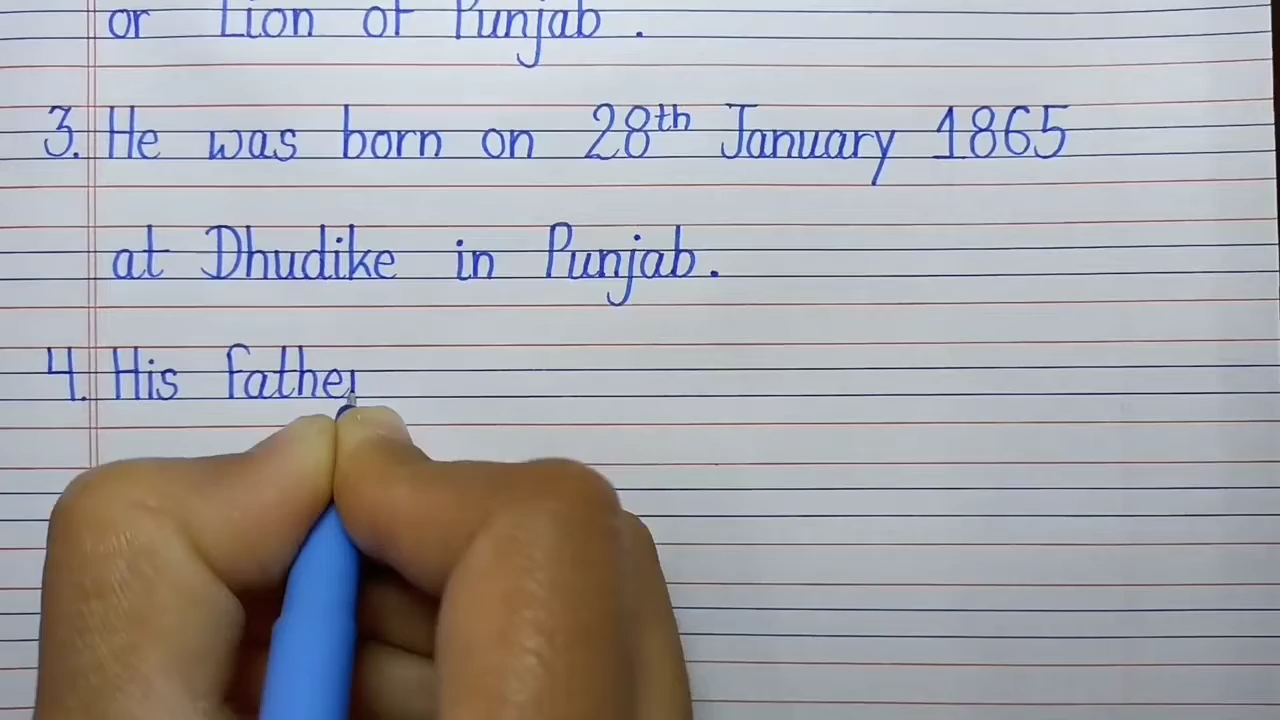 or Lion of Punjab .
3. He was born on 28th January 1865
at Dhudike in Punjab.
4. His father